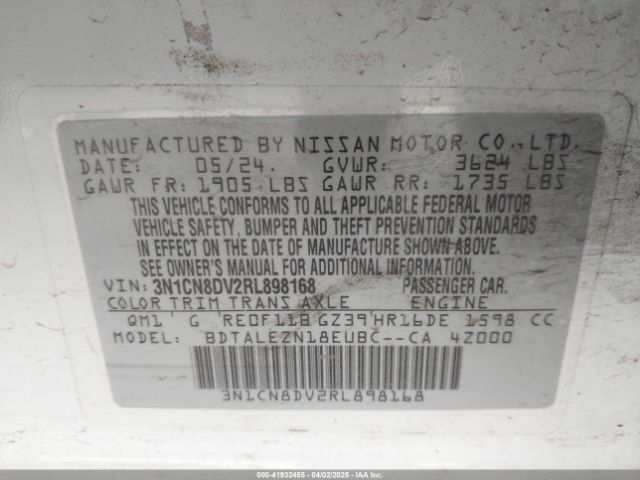 MANUFACTURED BY NISSAN MOTOR CO., LTD.
DATE: 05/24. GVWR: 3624 LBS
GAWR FR: 1905 LBS GAWR RR: 1735 LBS
THIS VEHICLE CONFORMS TO ALL APPLICABLE FEDERAL MOTOR
VEHICLE SAFETY, BUMPER AND THEFT PREVENTION STANDARDS
IN EFFECT ON THE DATE OF MANUFACTURE SHOWN ABOVE.
SEE OWNER'S MANUAL FOR ADDITIONAL INFORMATION.
VIN: 3N1CN8DV2RL898168 PASSENGER CAR.
COLOR TRIM TRANS AXLE ENGINE
QM1 G RE0F11B GZ39 HR16DE 1598 CC
MODEL: BDTALEZN18EUBC--CA 4Z000
3N1CN8DV2RL898168
000-41932455 - 04/02/2025 - IAA Inc.